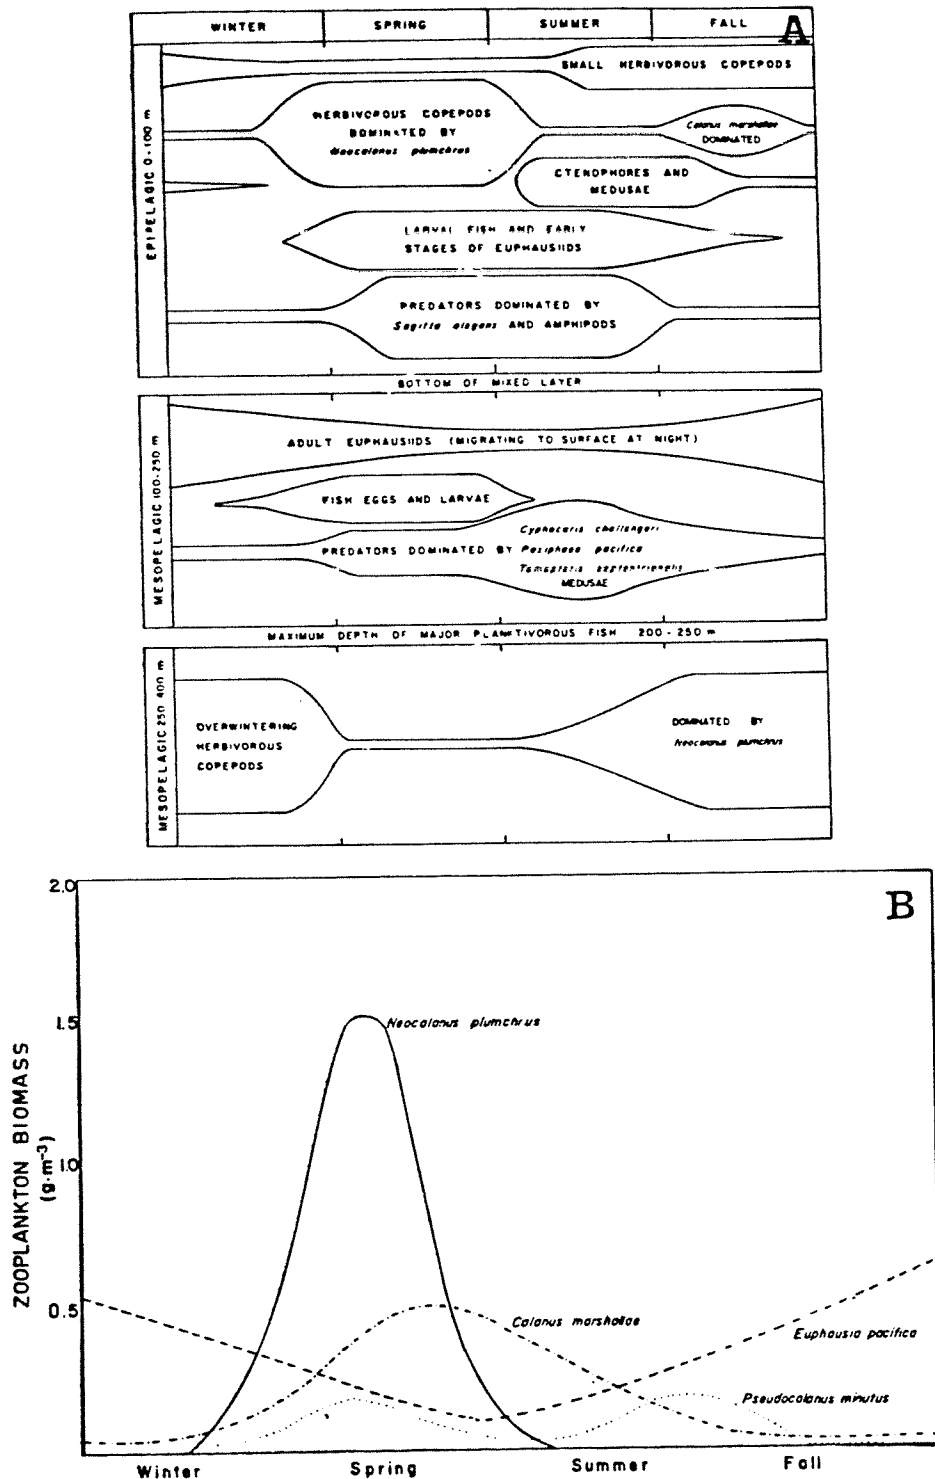 WINTER SPRING SUMMER FALL A
EPIPELAGIC 0-100 m
SMALL HERBIVOROUS COPEPODS
HERBIVOROUS COPEPODS
DOMINATED BY
Neocalanus plumchrus
Calanus marshallae
DOMINATED
CTENOPHORES AND
MEDUSAE
LARVAL FISH AND EARLY
STAGES OF EUPHAUSIIDS
PREDATORS DOMINATED BY
Sagitta elegans AND AMPHIPODS
BOTTOM OF MIXED LAYER
MESOPELAGIC 100-250 m
ADULT EUPHAUSIIDS (MIGRATING TO SURFACE AT NIGHT)
FISH EGGS AND LARVAE
Cyphocaris challengeri
PREDATORS DOMINATED BY Pasiphaea pacifica
Tomopteris septentrionalis
MEDUSAE
MAXIMUM DEPTH OF MAJOR PLANKTIVOROUS FISH 200-250 m
MESOPELAGIC 250-400 m
OVERWINTERING
HERBIVOROUS
COPEPODS
DOMINATED BY
Neocalanus plumchrus
B
ZOOPLANKTON BIOMASS
(g·m-3)
2.0
1.5
1.0
0.5
Neocalanus plumchrus
Calanus marshallae
Euphausia pacifica
Pseudocalanus minutus
Winter Spring Summer Fall